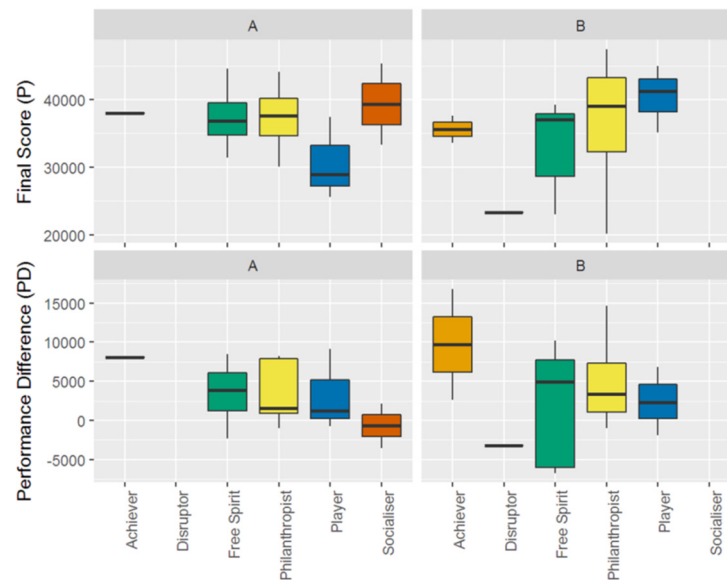 A
B
Final Score (P)
40000
30000
20000
A
B
Performance Difference (PD)
15000
10000
5000
0
-5000
Achiever
Disruptor
Free Spirit
Philanthropist
Player
Socialiser
Achiever
Disruptor
Free Spirit
Philanthropist
Player
Socialiser